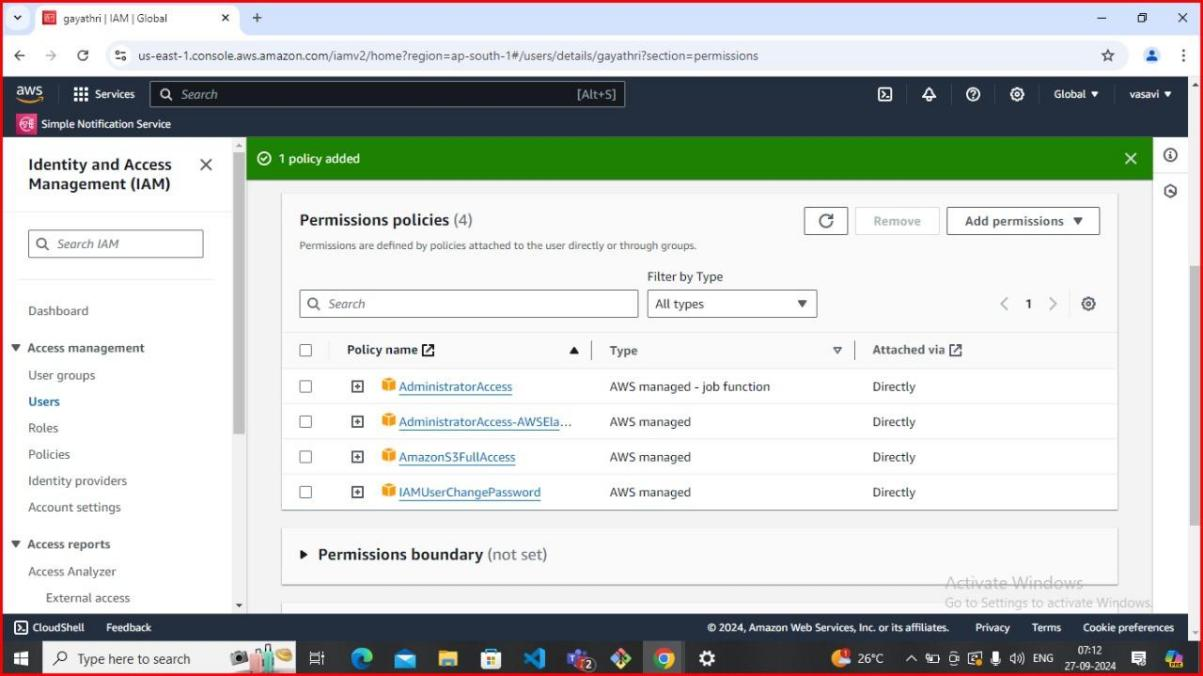 gayathri | IAM | Global
us-east-1.console.aws.amazon.com/iamv2/home?region=ap-south-1#/users/details/gayathri?section=permissions
aws
Services
Search
[Alt+S]
Global
vasavi
Simple Notification Service
Identity and Access
Management (IAM)
Search IAM
Dashboard
Access management
User groups
Users
Roles
Policies
Identity providers
Account settings
Access reports
Access Analyzer
External access
1 policy added
Permissions policies (4)
Remove
Add permissions
Permissions are defined by policies attached to the user directly or through groups.
Filter by Type
Search
All types
1
Policy name
Type
Attached via
AdministratorAccess
AWS managed - job function
Directly
AdministratorAccess-AWSEla...
AWS managed
Directly
AmazonS3FullAccess
AWS managed
Directly
IAMUserChangePassword
AWS managed
Directly
Permissions boundary (not set)
Activate Windows
Go to Settings to activate Windows.
CloudShell
Feedback
© 2024, Amazon Web Services, Inc. or its affiliates.
Privacy
Terms
Cookie preferences
Type here to search
2
26°C
ENG
07:12
27-09-2024